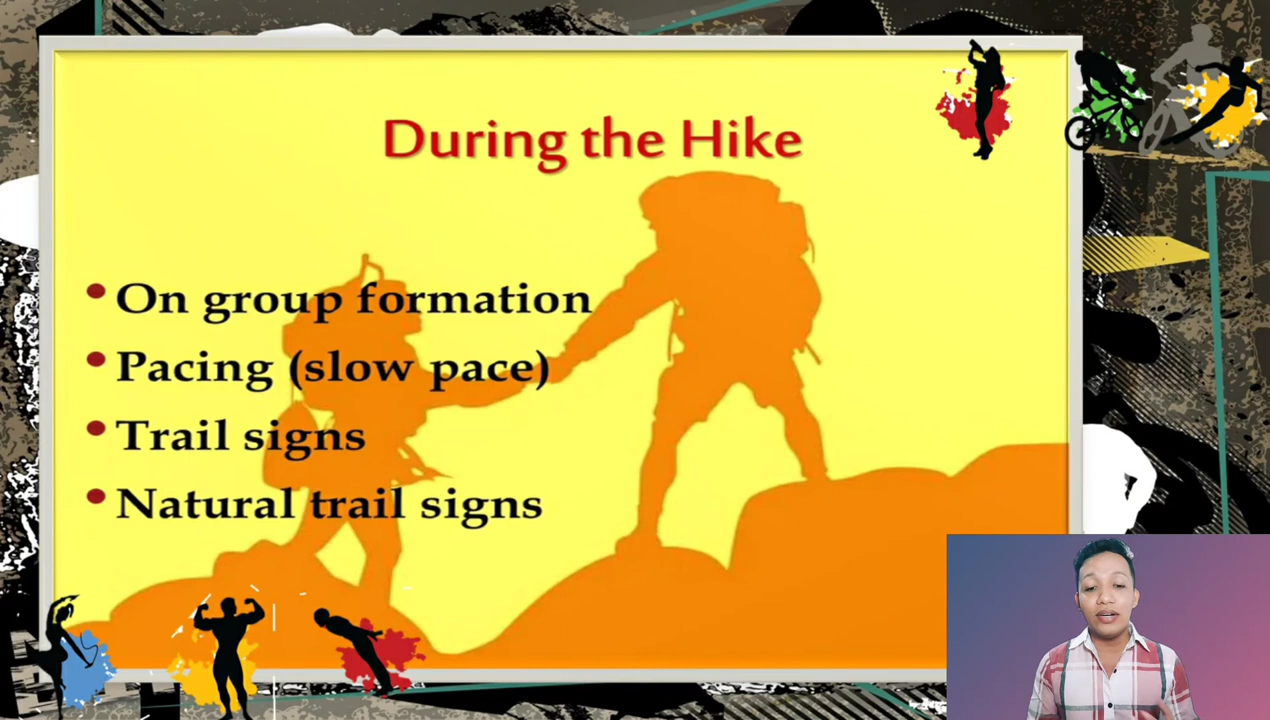 During the Hike
• On group formation
• Pacing (slow pace)
• Trail signs
• Natural trail signs